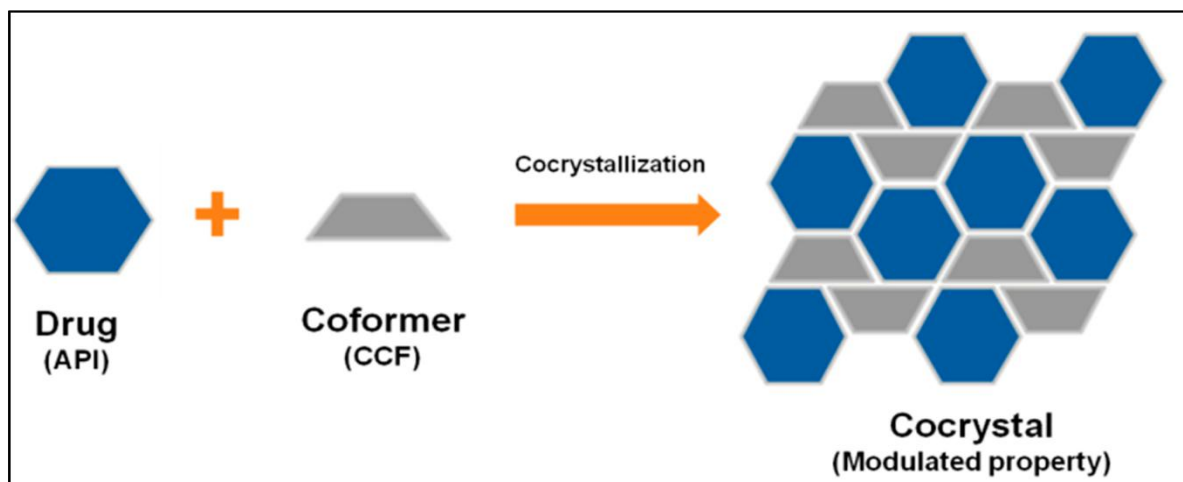 Cocrystallization
Drug
(API)
Coformer
(CCF)
Cocrystal
(Modulated property)